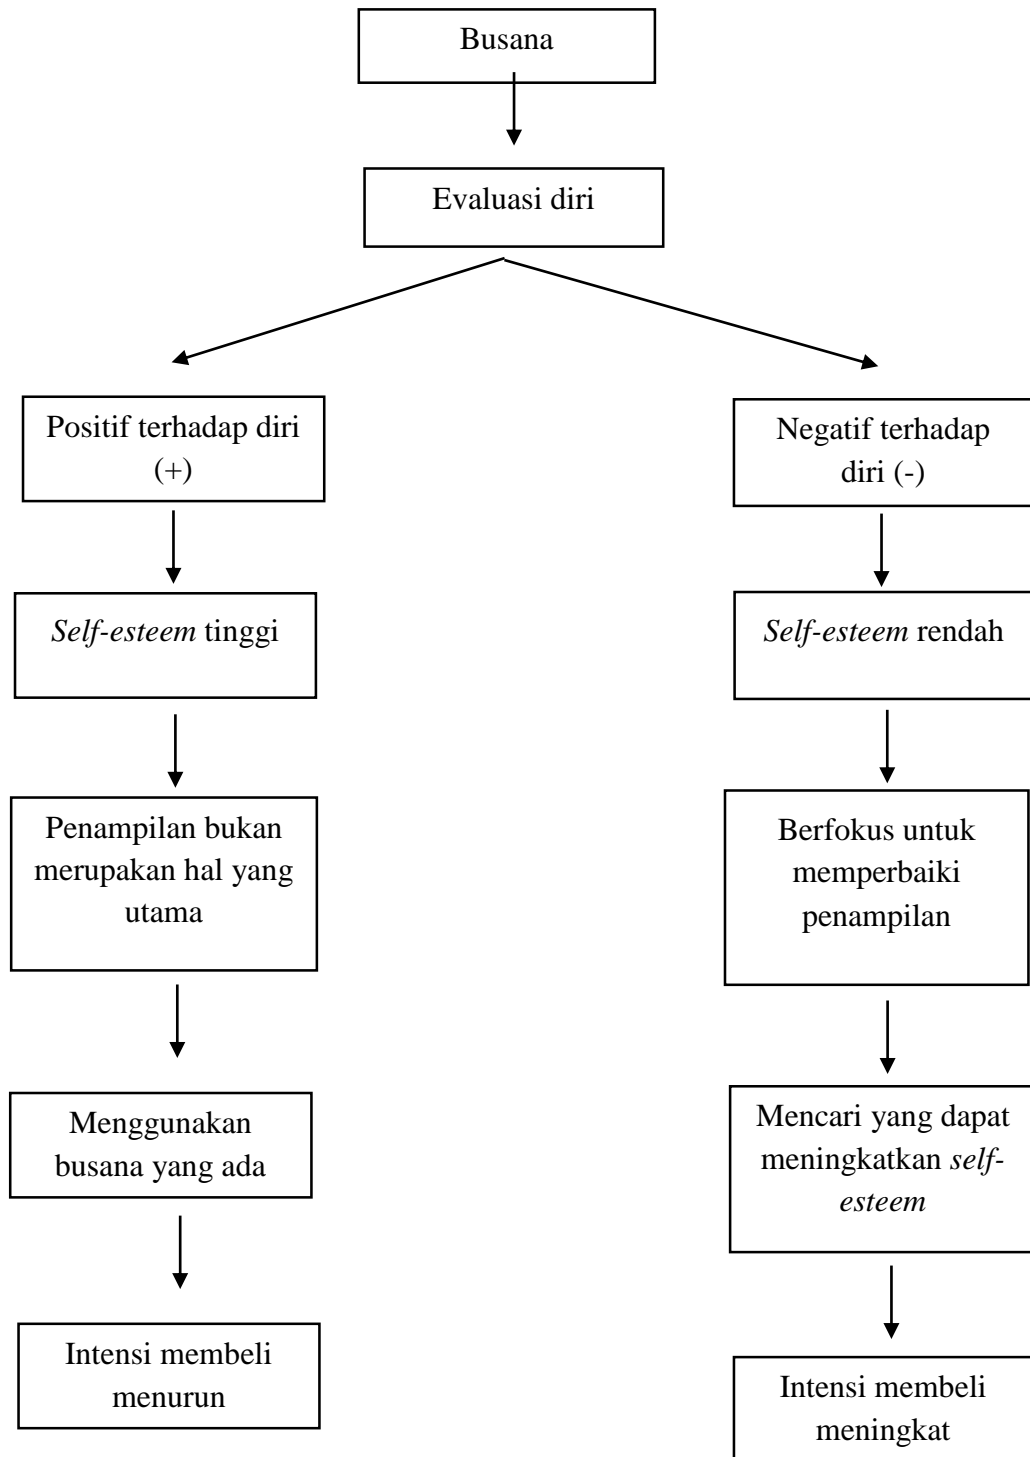 Busana
Evaluasi diri
Positif terhadap diri
(+)
Negatif terhadap
diri (-)
Self-esteem tinggi
Self-esteem rendah
Penampilan bukan
merupakan hal yang
utama
Berfokus untuk
memperbaiki
penampilan
Menggunakan
busana yang ada
Mencari yang dapat
meningkatkan self-
esteem
Intensi membeli
menurun
Intensi membeli
meningkat